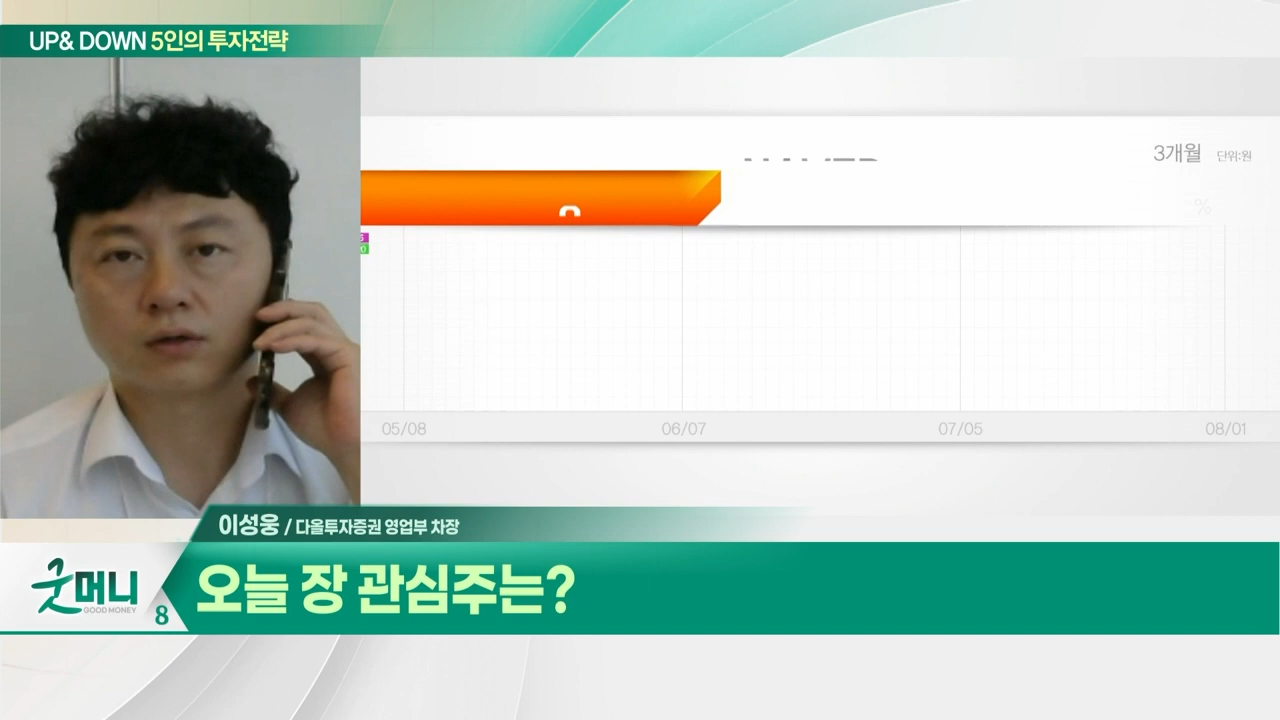 UP& DOWN 5인의 투자전략
3개월 단위:원
%
05/08 06/07 07/05 08/01
이성웅 / 다올투자증권 영업부 차장
굿머니
GOOD MONEY
8
오늘 장 관심주는?